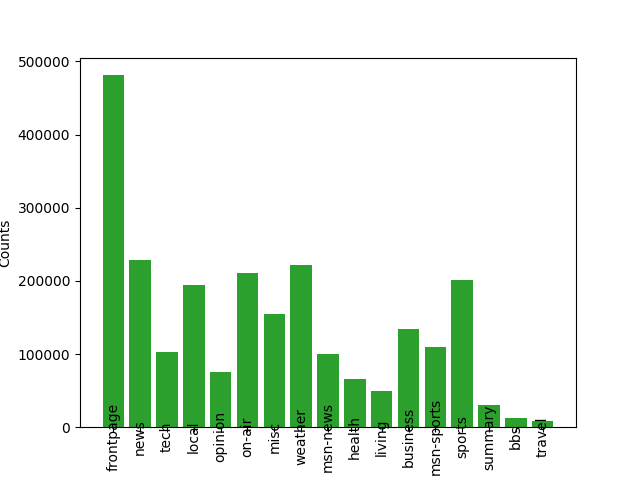 500000
400000
300000
200000
100000
0
Counts
frontpage
news
tech
local
opinion
on-air
misc
weather
msn-news
health
living
business
msn-sports
sports
summary
bbs
travel